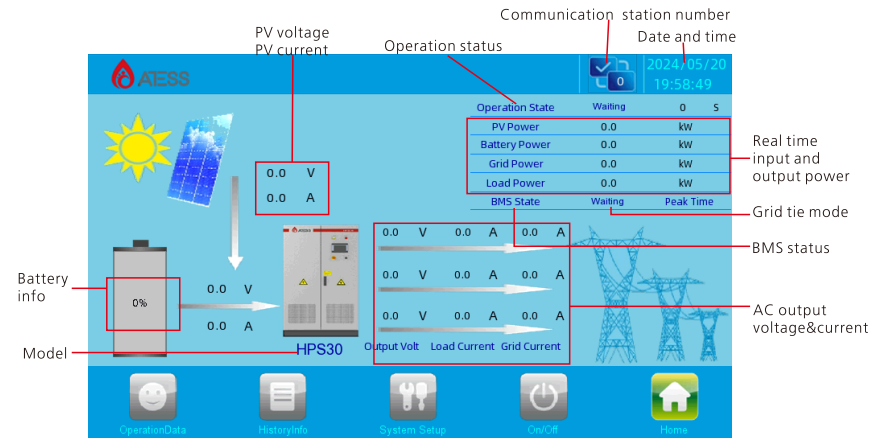 Communication station number
PV voltage
PV current
Operation status
Date and time
ATESS
0
2024/05/20
19:58:49
Operation State Waiting 0 S
PV Power 0.0 kW
Battery Power 0.0 kW
Grid Power 0.0 kW
Load Power 0.0 kW
BMS State Waiting Peak Time
Real time
input and
output power
Grid tie mode
BMS status
0.0 V
0.0 A
0.0 V 0.0 A 0.0 A
0.0 V 0.0 A 0.0 A
0.0 V 0.0 A 0.0 A
Output Volt Load Current Grid Current
AC output
voltage&current
Battery
info
0%
0.0 V
0.0 A
Model
HPS30
OperationData
HistoryInfo
System Setup
On/Off
Home